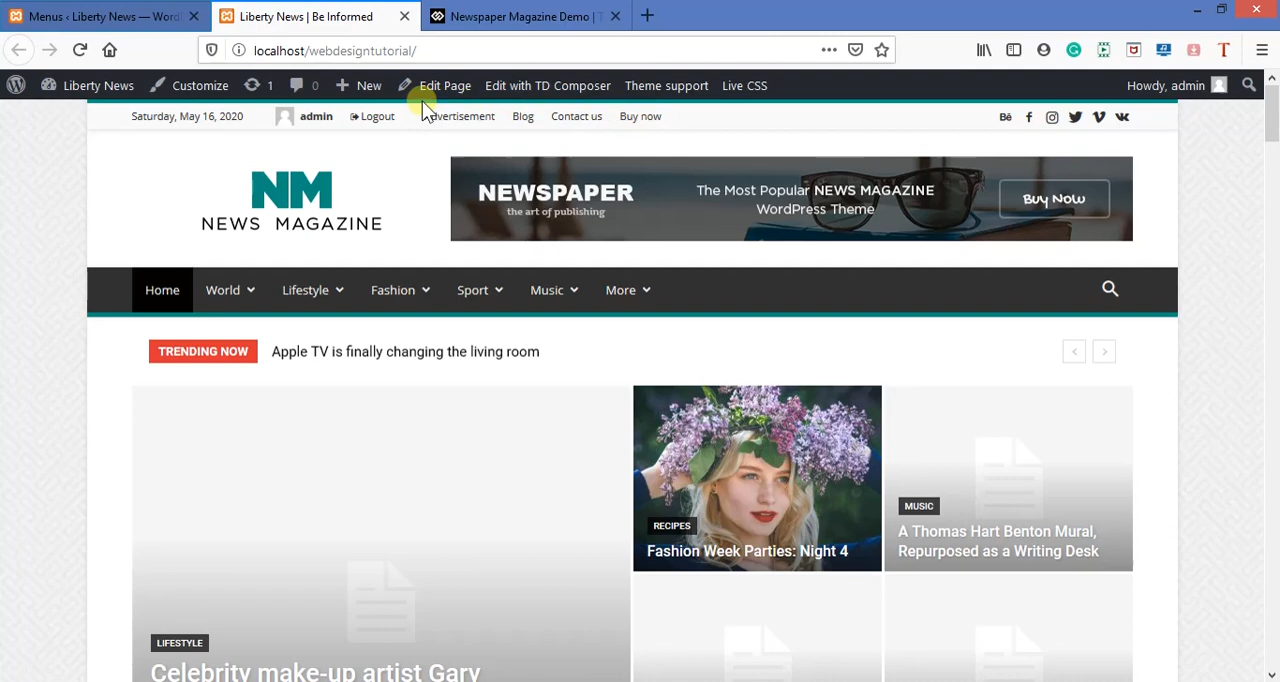 Menus ‹ Liberty News — Word
Liberty News | Be Informed
Newspaper Magazine Demo | T
localhost/webdesigntutorial/
Liberty News Customize 1 0 New Edit Page Edit with TD Composer Theme support Live CSS Howdy, admin
Saturday, May 16, 2020 admin Logout dvertisement Blog Contact us Buy now
NM
NEWS MAGAZINE
NEWSPAPER
the art of publishing
The Most Popular NEWS MAGAZINE
WordPress Theme
Buy Now
Home World Lifestyle Fashion Sport Music More
TRENDING NOW Apple TV is finally changing the living room
RECIPES
Fashion Week Parties: Night 4
MUSIC
A Thomas Hart Benton Mural,
Repurposed as a Writing Desk
LIFESTYLE
Celebrity make-up artist Gary